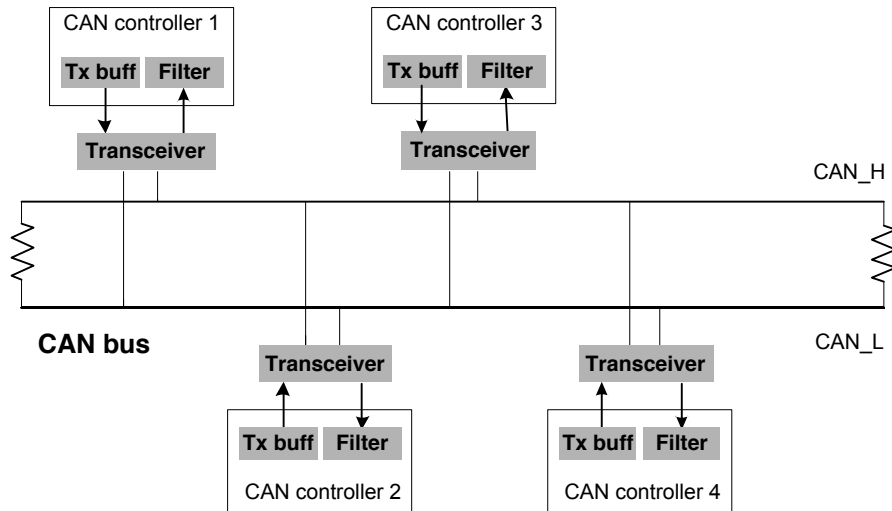 CAN controller 1
Tx buff
Filter
Transceiver
CAN controller 3
Tx buff
Filter
Transceiver
CAN_H
CAN bus
CAN_L
Transceiver
Tx buff
Filter
CAN controller 2
Transceiver
Tx buff
Filter
CAN controller 4